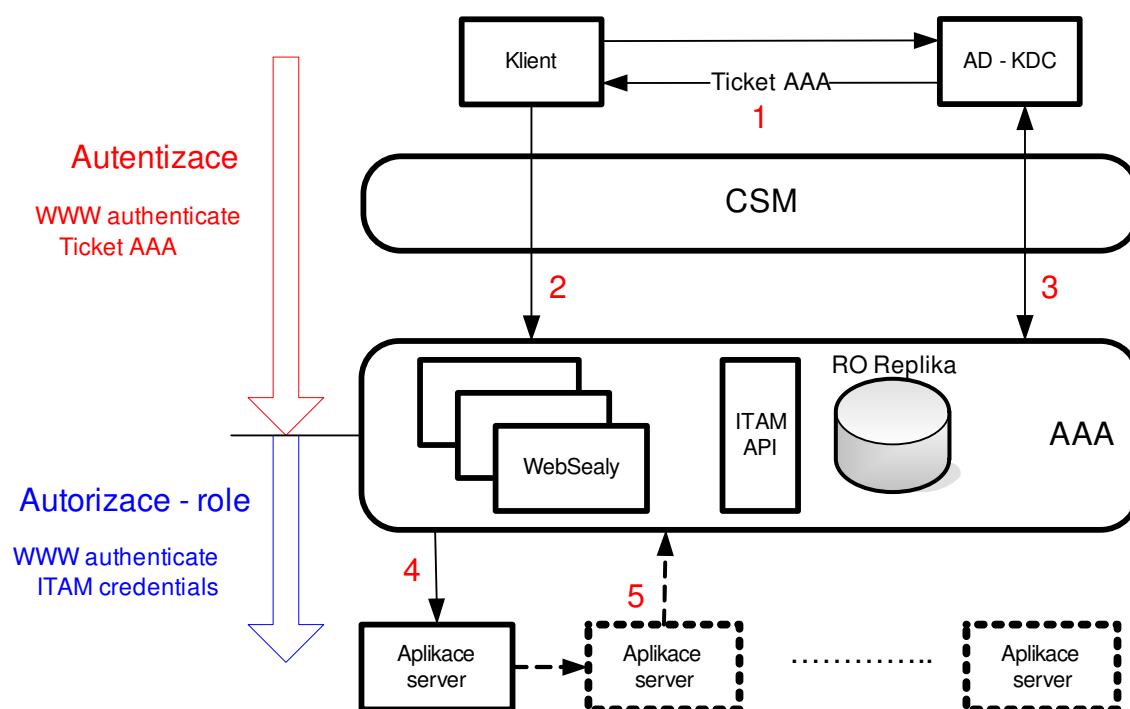 Klient
AD - KDC
Ticket AAA
1
Autentizace
WWW authenticate
Ticket AAA
CSM
2
3
RO Replika
ITAM
API
AAA
WebSealy
Autorizace - role
WWW authenticate
ITAM credentials
4
5
Aplikace
server
Aplikace
server
...............
Aplikace
server